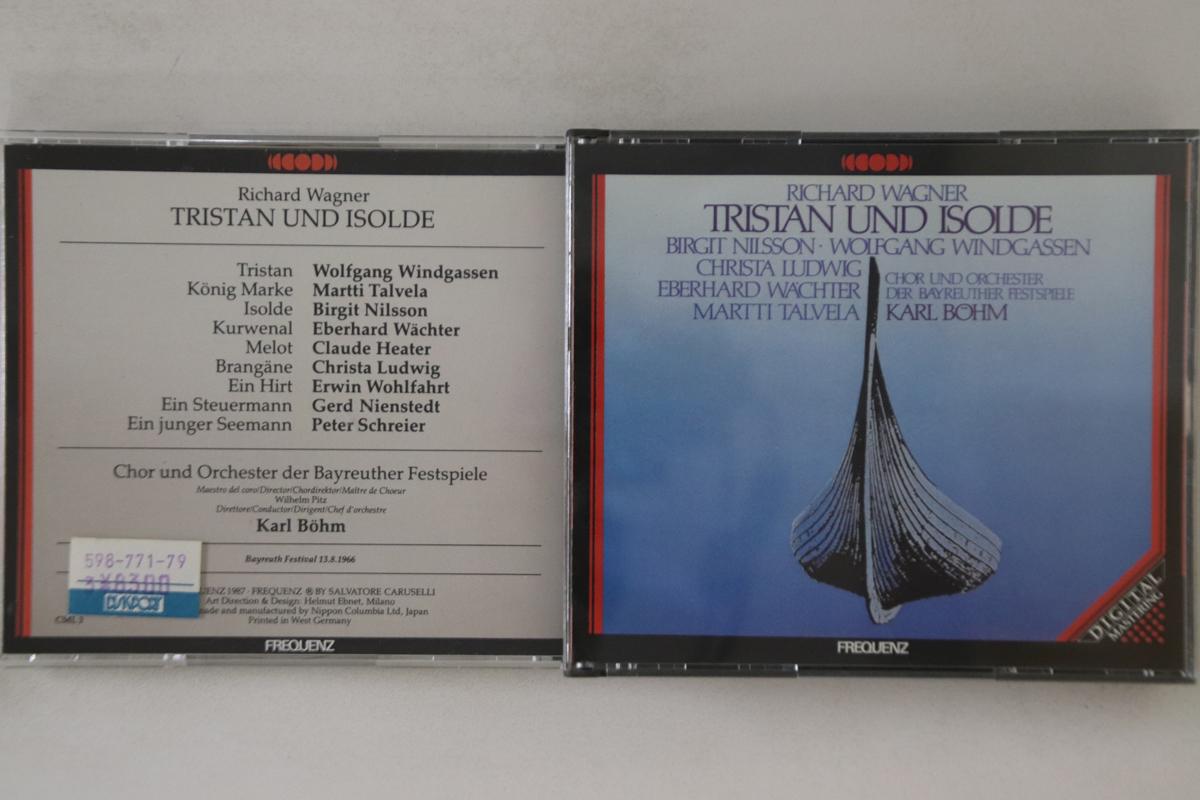 Richard Wagner
TRISTAN UND ISOLDE
Tristan Wolfgang Windgassen
König Marke Martti Talvela
Isolde Birgit Nilsson
Kurwenal Eberhard Wächter
Melot Claude Heater
Brangäne Christa Ludwig
Ein Hirt Erwin Wohlfahrt
Ein Steuermann Gerd Nienstedt
Ein junger Seemann Peter Schreier
Chor und Orchester der Bayreuther Festspiele
Maestro del coro/Director/Chordirektor/Maître de Choeur
Wilhelm Pitz
Direttore/Conductor/Dirigent/Chef d'orchestre
Karl Böhm
Bayreuth Festival 13.8.1966
598-771-79
DISKPORT
1987 · FREQUENZ ® BY SALVATORE CARUSELLI
Art Direction & Design: Helmut Ebnet, Milano
and manufactured by Nippon Columbia Ltd, Japan
Printed in West Germany
FREQUENZ
RICHARD WAGNER
TRISTAN UND ISOLDE
BIRGIT NILSSON · WOLFGANG WINDGASSEN
CHRISTA LUDWIG
EBERHARD WÄCHTER
MARTTI TALVELA
CHOR UND ORCHESTER
DER BAYREUTHER FESTSPIELE
KARL BÖHM
DIGITAL
MASTERING
FREQUENZ